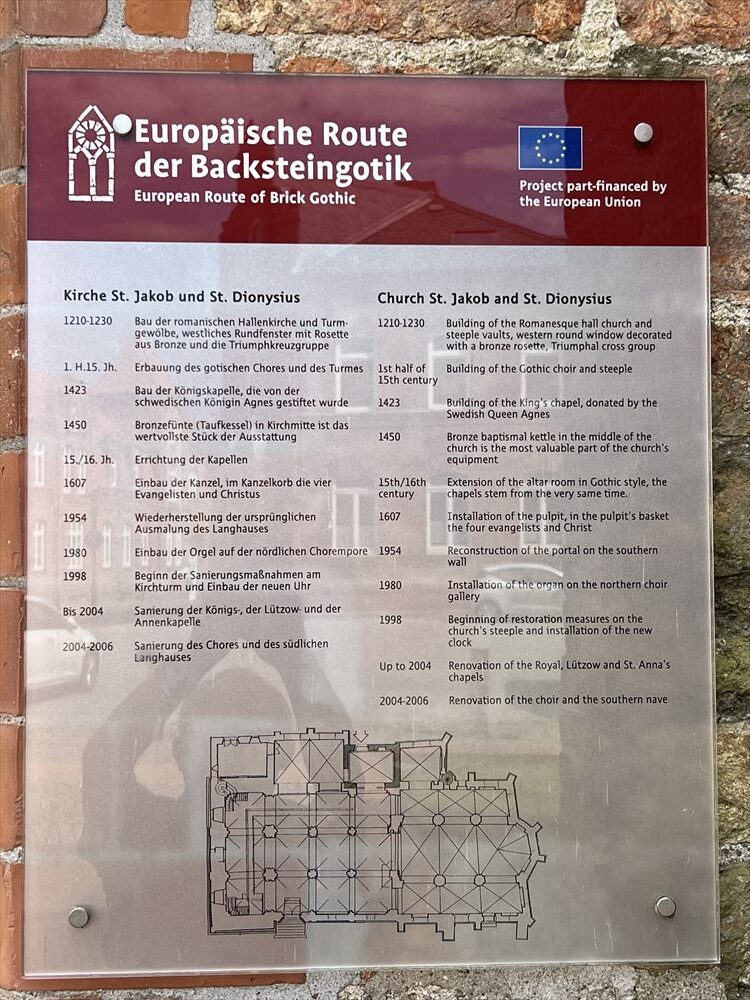 Europäische Route
der Backsteingotik
European Route of Brick Gothic
Project part-financed by
the European Union
Kirche St. Jakob und St. Dionysius
1210-1230 Bau der romanischen Hallenkirche und Turm-
gewölbe, westliches Rundfenster mit Rosette
aus Bronze und die Triumphkreuzgruppe
1. H.15. Jh. Erbauung des gotischen Chores und des Turmes
1423 Bau der Königskapelle, die von der
schwedischen Königin Agnes gestiftet wurde
1450 Bronzefünte (Taufkessel) in Kirchmitte ist das
wertvollste Stück der Ausstattung
15./16. Jh. Errichtung der Kapellen
1607 Einbau der Kanzel, im Kanzelkorb die vier
Evangelisten und Christus
1954 Wiederherstellung der ursprünglichen
Ausmalung des Langhauses
1980 Einbau der Orgel auf der nördlichen Chorempore
1998 Beginn der Sanierungsmaßnahmen am
Kirchturm und Einbau der neuen Uhr
Bis 2004 Sanierung der Königs-, der Lützow- und der
Annenkapelle
2004-2006 Sanierung des Chores und des südlichen
Langhauses
Church St. Jakob and St. Dionysius
1210-1230 Building of the Romanesque hall church and
steeple vaults, western round window decorated
with a bronze rosette, Triumphal cross group
1st half of Building of the Gothic choir and steeple
15th century
1423 Building of the King's chapel, donated by the
Swedish Queen Agnes
1450 Bronze baptismal kettle in the middle of the
church is the most valuable part of the church's
equipment
15th/16th Extension of the altar room in Gothic style, the
century chapels stem from the very same time.
1607 Installation of the pulpit, in the pulpit's basket
the four evangelists and Christ
1954 Reconstruction of the portal on the southern
wall
1980 Installation of the organ on the northern choir
gallery
1998 Beginning of restoration measures on the
church's steeple and installation of the new
clock
Up to 2004 Renovation of the Royal, Lützow and St. Anna's
chapels
2004-2006 Renovation of the choir and the southern nave